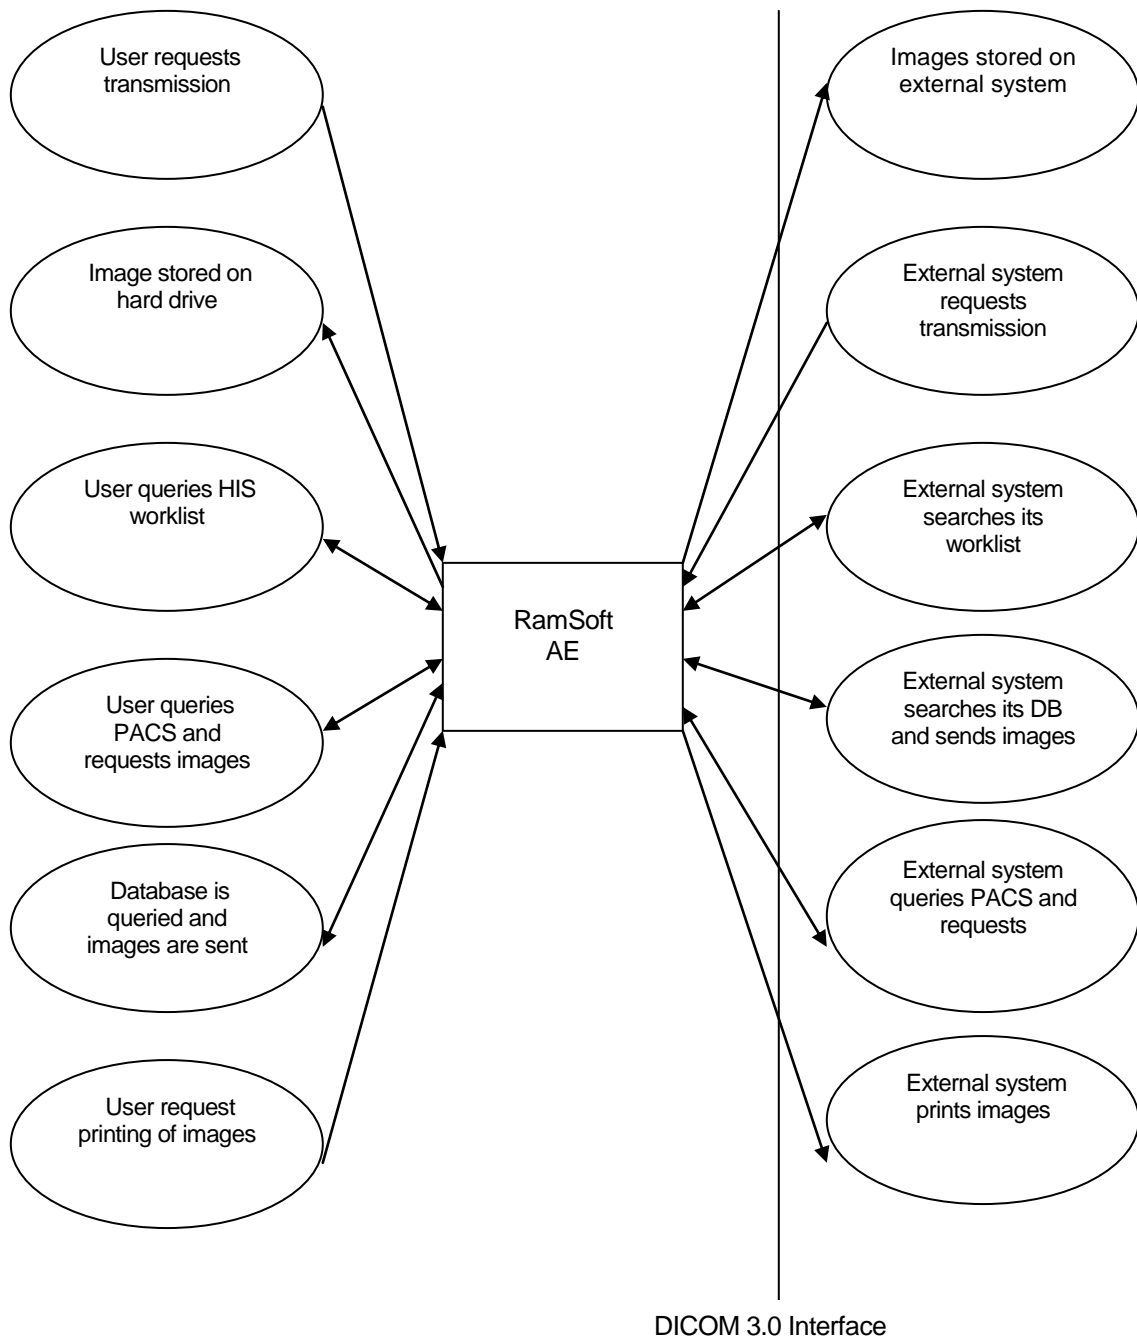 User requests
transmission
Image stored on
hard drive
User queries HIS
worklist
User queries
PACS and
requests images
Database is
queried and
images are sent
User request
printing of images
RamSoft
AE
Images stored on
external system
External system
requests
transmission
External system
searches its
worklist
External system
searches its DB
and sends images
External system
queries PACS and
requests
External system
prints images
DICOM 3.0 Interface